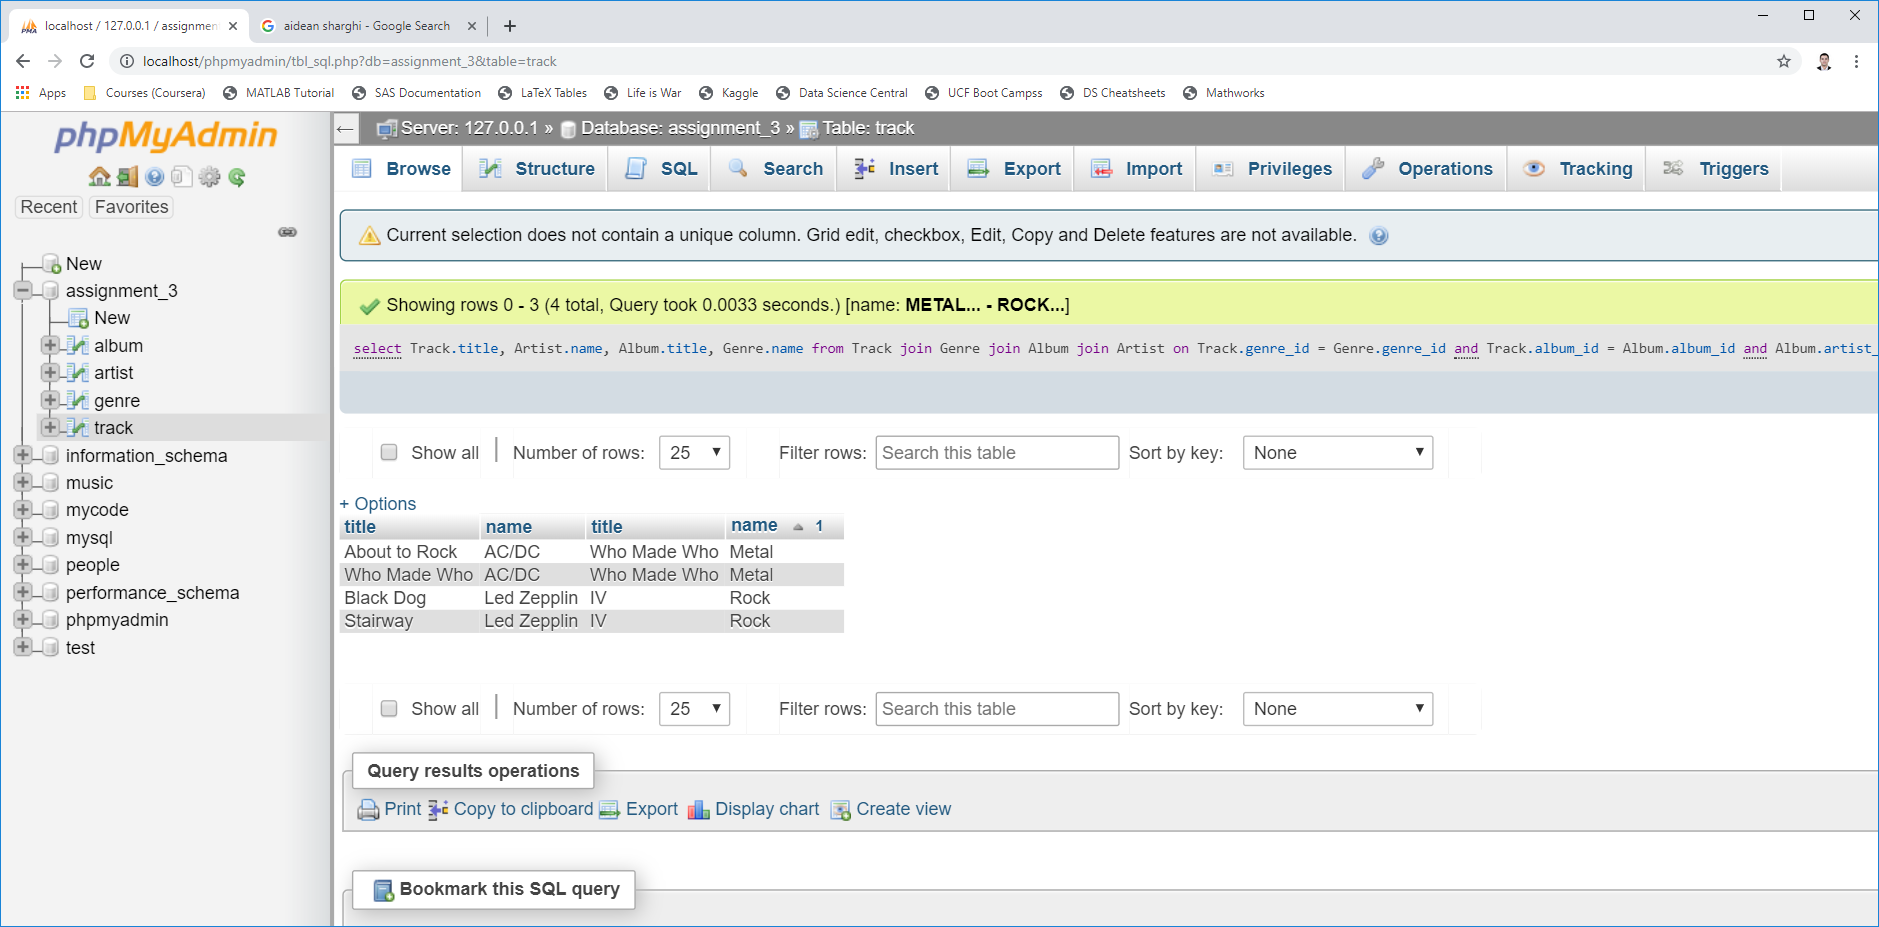 localhost / 127.0.0.1 / assignmen
aidean sharghi - Google Search
localhost/phpmyadmin/tbl_sql.php?db=assignment_3&table=track
Apps Courses (Coursera) MATLAB Tutorial SAS Documentation LaTeX Tables Life is War Kaggle Data Science Central UCF Boot Campss DS Cheatsheets Mathworks
phpMyAdmin
Recent Favorites
New
assignment_3
New
album
artist
genre
track
information_schema
music
mycode
mysql
people
performance_schema
phpmyadmin
test
Server: 127.0.0.1 » Database: assignment_3 » Table: track
Browse Structure SQL Search Insert Export Import Privileges Operations Tracking Triggers
Current selection does not contain a unique column. Grid edit, checkbox, Edit, Copy and Delete features are not available.
Showing rows 0 - 3 (4 total, Query took 0.0033 seconds.) [name: METAL... - ROCK...]
select Track.title, Artist.name, Album.title, Genre.name from Track join Genre join Album join Artist on Track.genre_id = Genre.genre_id and Track.album_id = Album.album_id and Album.artist_
Show all | Number of rows: 25 Filter rows: Search this table Sort by key: None
+ Options
title name title name 1
About to Rock AC/DC Who Made Who Metal
Who Made Who AC/DC Who Made Who Metal
Black Dog Led Zepplin IV Rock
Stairway Led Zepplin IV Rock
Show all | Number of rows: 25 Filter rows: Search this table Sort by key: None
Query results operations
Print Copy to clipboard Export Display chart Create view
Bookmark this SQL query